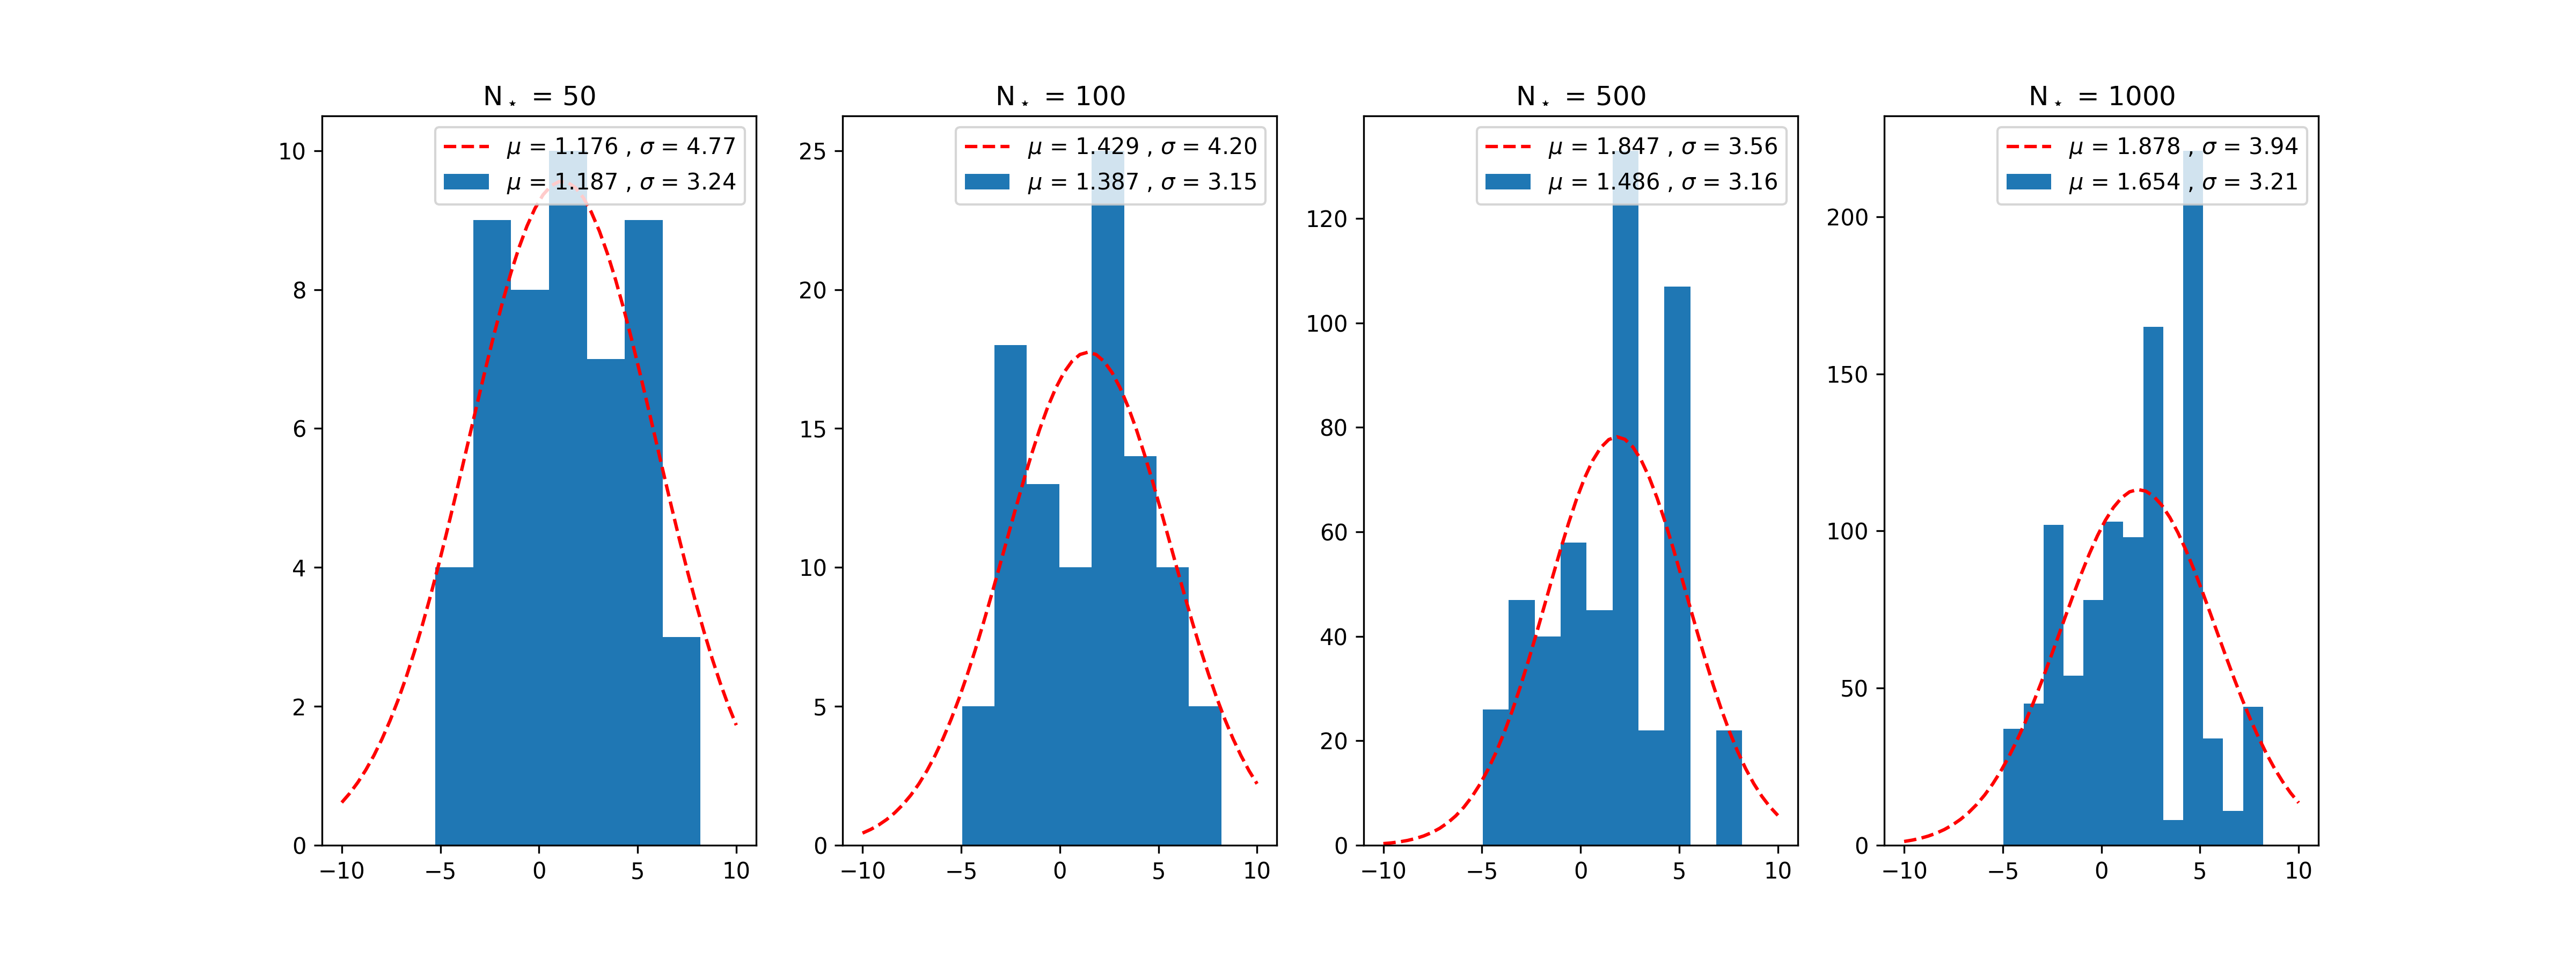 N⋆ = 50
μ = 1.176 , σ = 4.77
μ = 1.187 , σ = 3.24
10
8
6
4
2
0
−10 −5 0 5 10
N⋆ = 100
μ = 1.429 , σ = 4.20
μ = 1.387 , σ = 3.15
25
20
15
10
5
0
−10 −5 0 5 10
N⋆ = 500
μ = 1.847 , σ = 3.56
μ = 1.486 , σ = 3.16
120
100
80
60
40
20
0
−10 −5 0 5 10
N⋆ = 1000
μ = 1.878 , σ = 3.94
μ = 1.654 , σ = 3.21
200
150
100
50
0
−10 −5 0 5 10